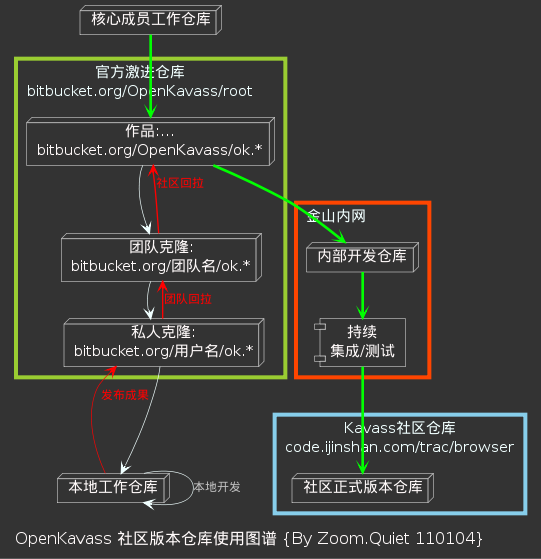 核心成员工作仓库
官方激进仓库
bitbucket.org/OpenKavass/root
作品:...
bitbucket.org/OpenKavass/ok.*
社区回拉
团队克隆:
bitbucket.org/团队名/ok.*
团队回拉
私人克隆:
bitbucket.org/用户名/ok.*
发布成果
本地工作仓库
本地开发
金山内网
内部开发仓库
持续
集成/测试
Kavass社区仓库
code.ijinshan.com/trac/browser
社区正式版本仓库
OpenKavass 社区版本仓库使用图谱 {By Zoom.Quiet 110104}